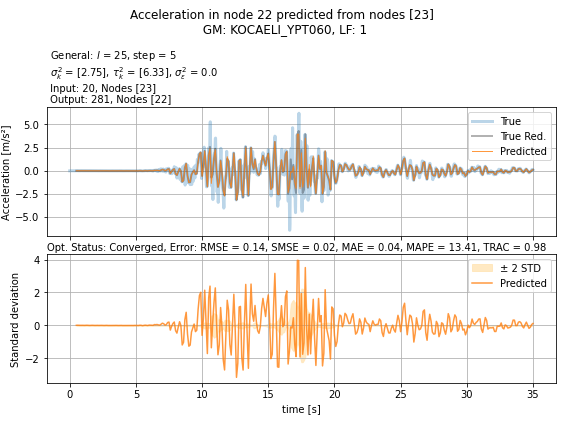 Acceleration in node 22 predicted from nodes [23]
GM: KOCAELI_YPT060, LF: 1
General: l = 25, step = 5
σ²ₖ = [2.75], τ²ₖ = [6.33], σ²ε = 0.0
Input: 20, Nodes [23]
Output: 281, Nodes [22]
Acceleration [m/s²]
5.0
2.5
0.0
−2.5
−5.0
True
True Red.
Predicted
Opt. Status: Converged, Error: RMSE = 0.14, SMSE = 0.02, MAE = 0.04, MAPE = 13.41, TRAC = 0.98
Standard deviation
4
2
0
−2
± 2 STD
Predicted
0 5 10 15 20 25 30 35
time [s]